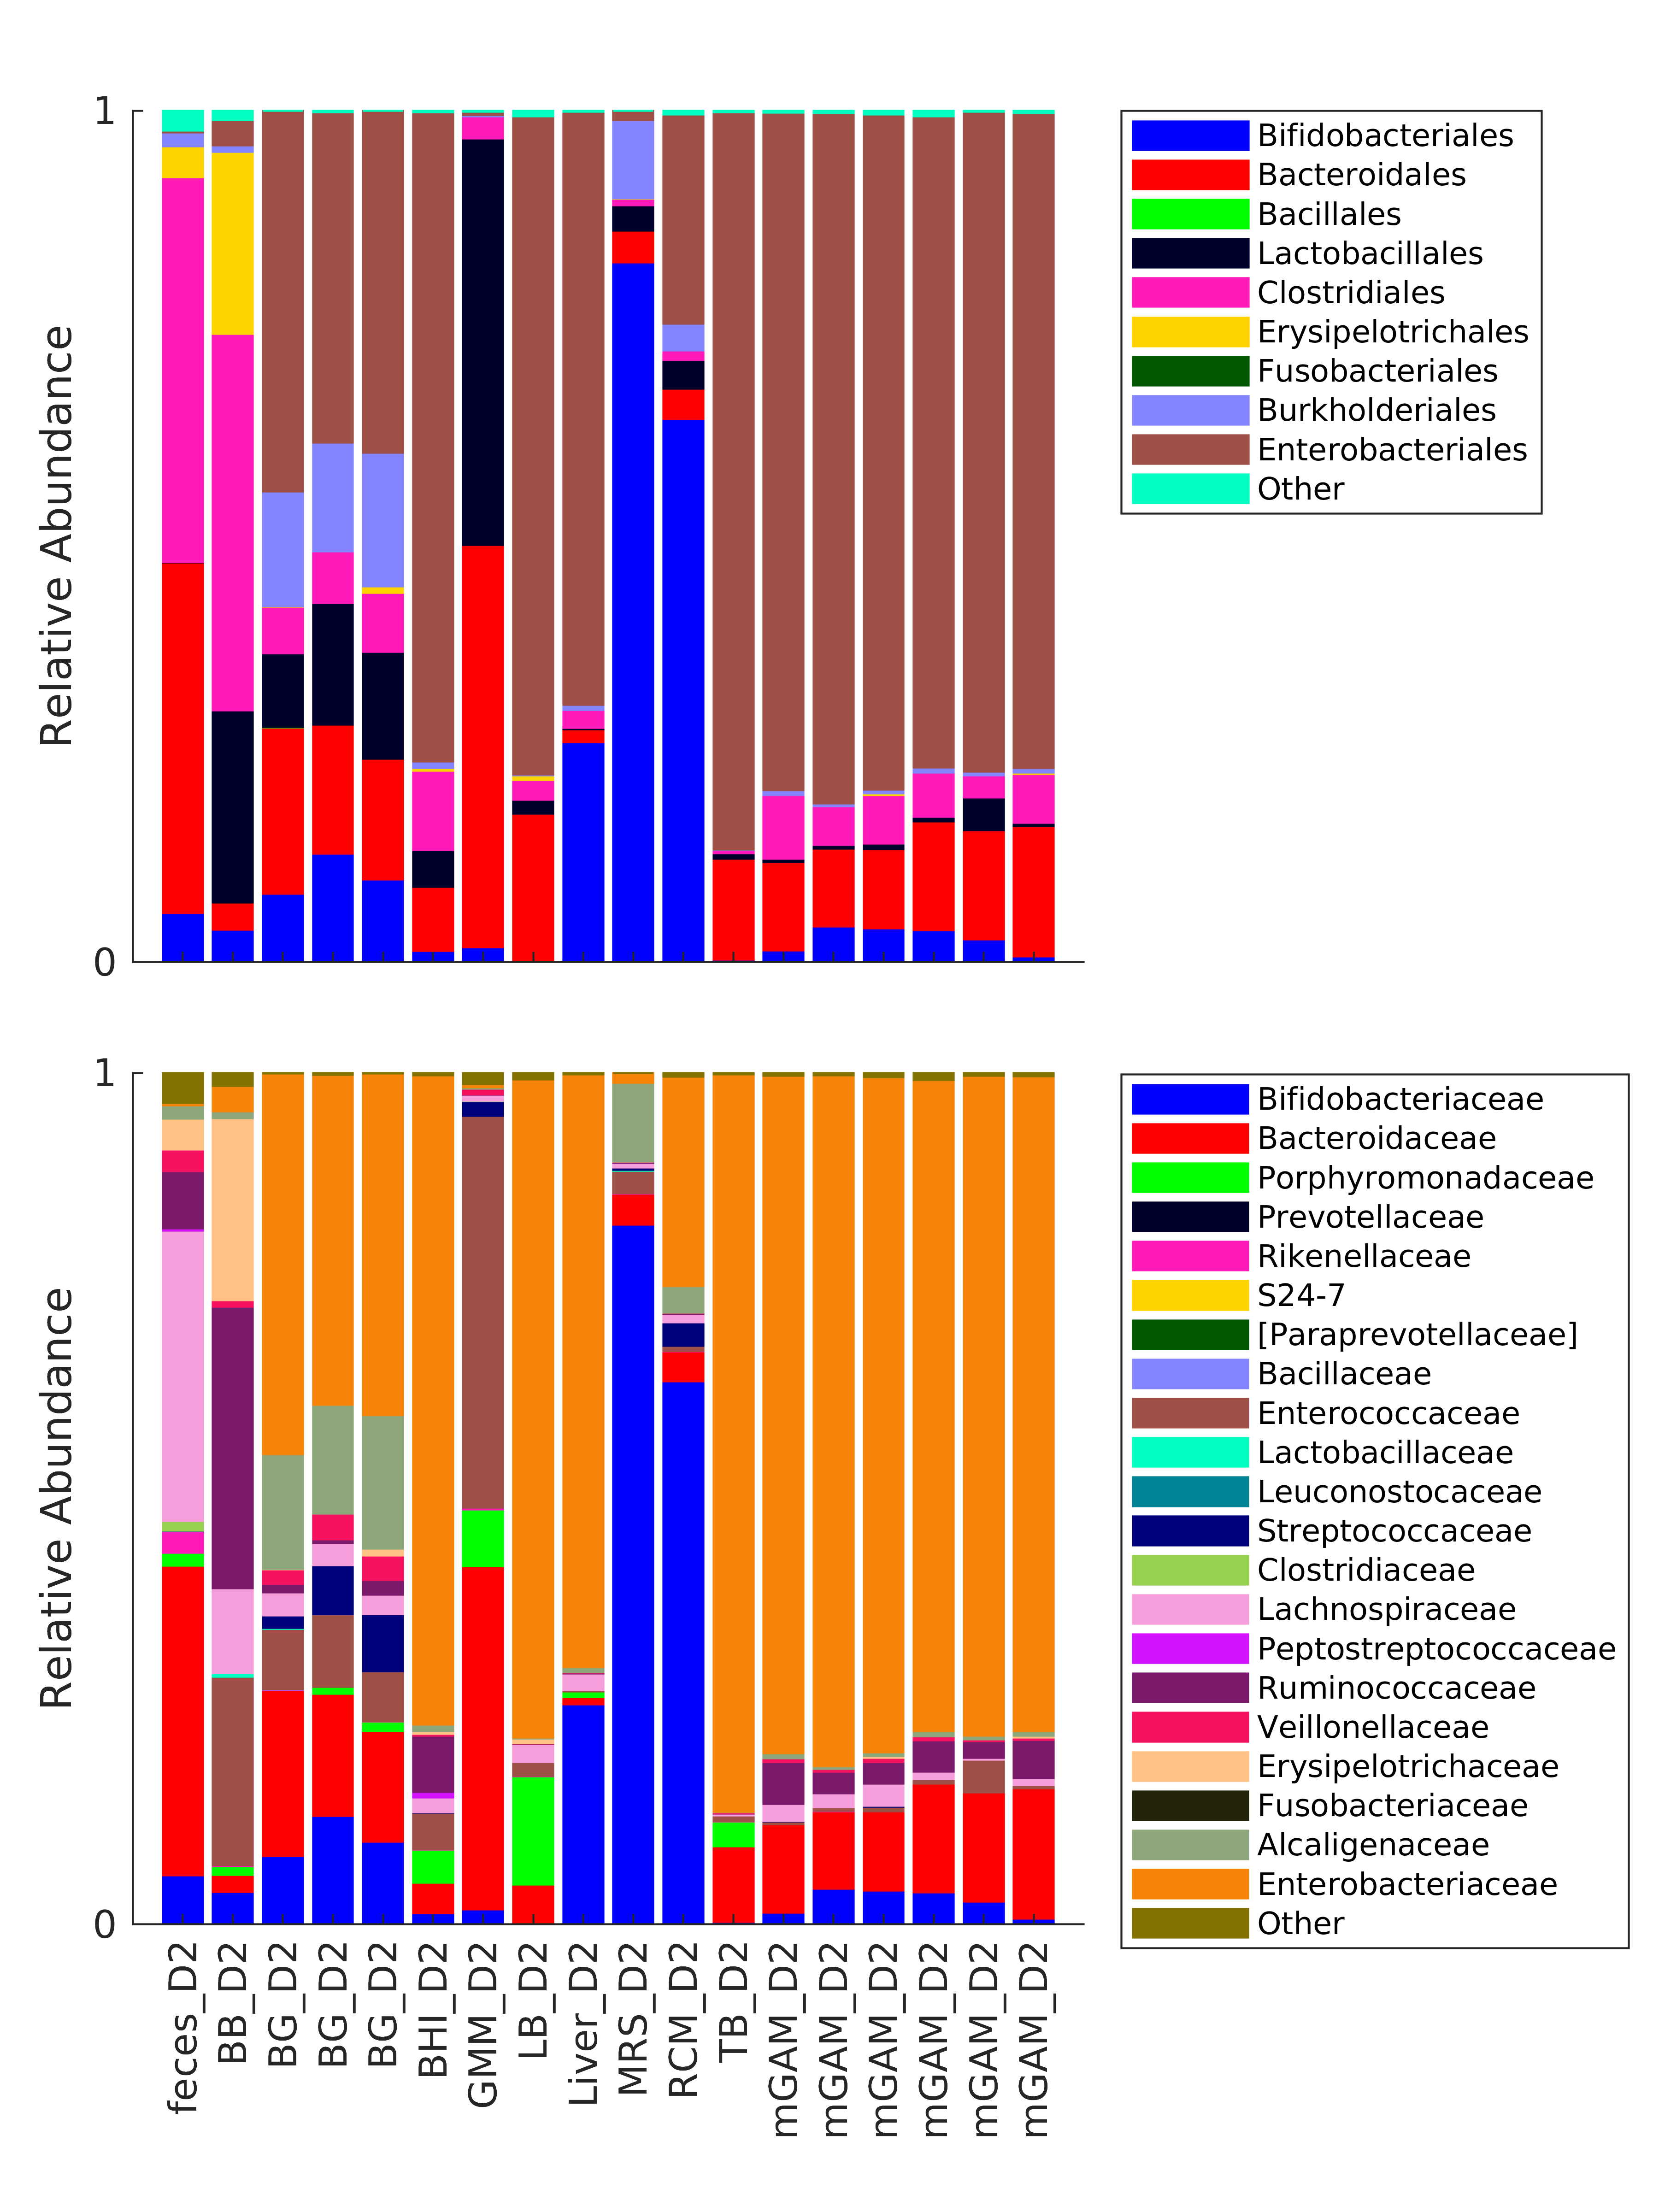 1
0
Relative Abundance
Bifidobacteriales
Bacteroidales
Bacillales
Lactobacillales
Clostridiales
Erysipelotrichales
Fusobacteriales
Burkholderiales
Enterobacteriales
Other
1
0
Relative Abundance
Bifidobacteriaceae
Bacteroidaceae
Porphyromonadaceae
Prevotellaceae
Rikenellaceae
S24-7
[Paraprevotellaceae]
Bacillaceae
Enterococcaceae
Lactobacillaceae
Leuconostocaceae
Streptococcaceae
Clostridiaceae
Lachnospiraceae
Peptostreptococcaceae
Ruminococcaceae
Veillonellaceae
Erysipelotrichaceae
Fusobacteriaceae
Alcaligenaceae
Enterobacteriaceae
Other
feces_D2
BB_D2
BG_D2
BG_D2
BG_D2
BHI_D2
GMM_D2
LB_D2
Liver_D2
MRS_D2
RCM_D2
TB_D2
mGAM_D2
mGAM_D2
mGAM_D2
mGAM_D2
mGAM_D2
mGAM_D2